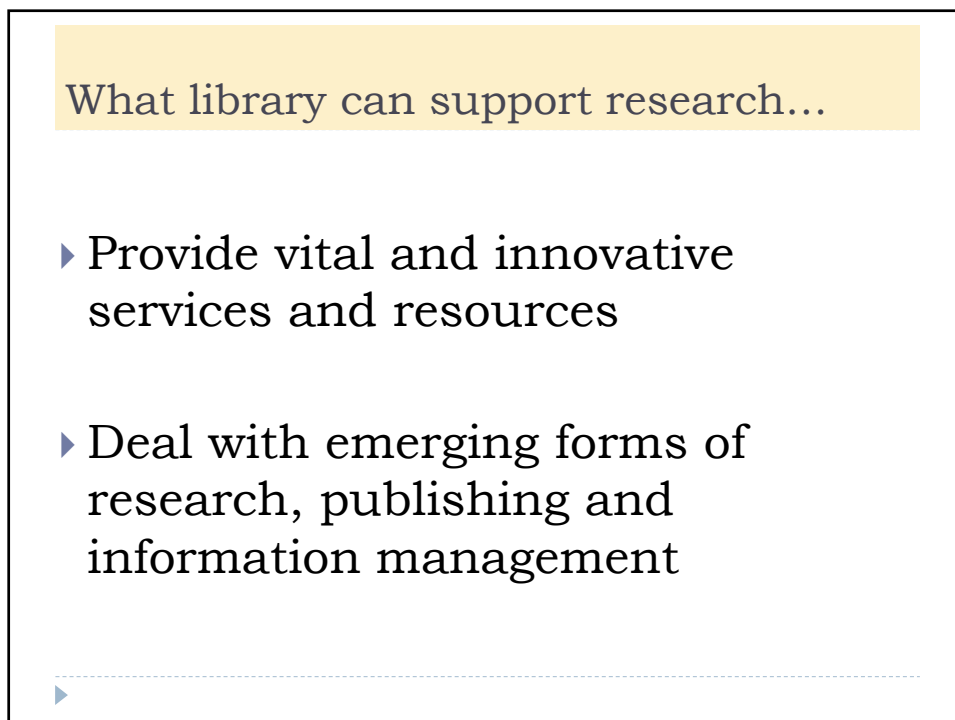 What library can support research…
Provide vital and innovative
services and resources
Deal with emerging forms of
research, publishing and
information management